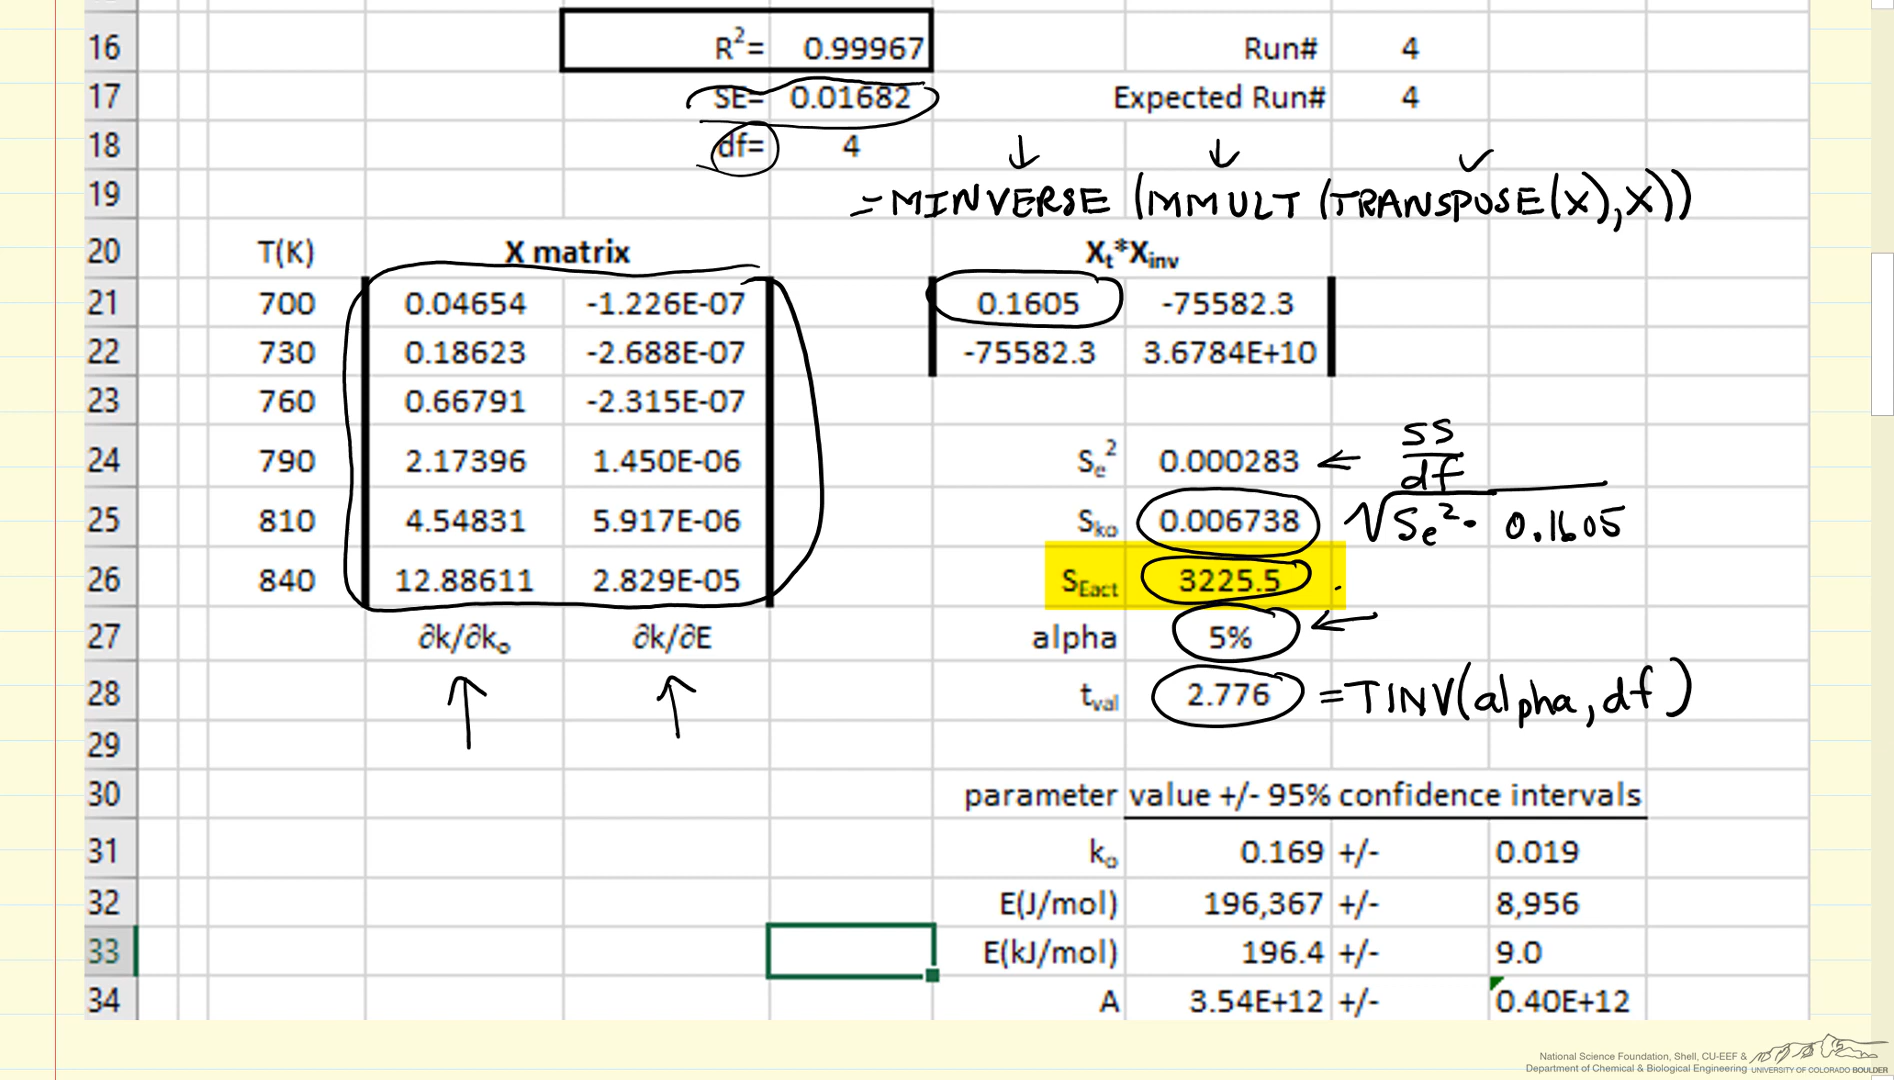 16 R²= 0.99967 Run# 4
17 SE= 0.01682 Expected Run# 4
18 df= 4
19 =MINVERSE (MMULT (TRANSPOSE(X),X))
20 T(K) X matrix Xt*Xinv
21 700 0.04654 -1.226E-07 0.1605 -75582.3
22 730 0.18623 -2.688E-07 -75582.3 3.6784E+10
23 760 0.66791 -2.315E-07
24 790 2.17396 1.450E-06 Se² 0.000283 ← SS/df
25 810 4.54831 5.917E-06 Sko 0.006738 √Se²· 0.1605
26 840 12.88611 2.829E-05 SEact 3225.5
27 ∂k/∂ko ∂k/∂E alpha 5% ←
28 tval 2.776 =TINV(alpha,df)
29
30 parameter value +/- 95% confidence intervals
31 ko 0.169 +/- 0.019
32 E(J/mol) 196,367 +/- 8,956
33 E(kJ/mol) 196.4 +/- 9.0
34 A 3.54E+12 +/- 0.40E+12
National Science Foundation, Shell, CU-EEF &
Department of Chemical & Biological Engineering UNIVERSITY OF COLORADO BOULDER